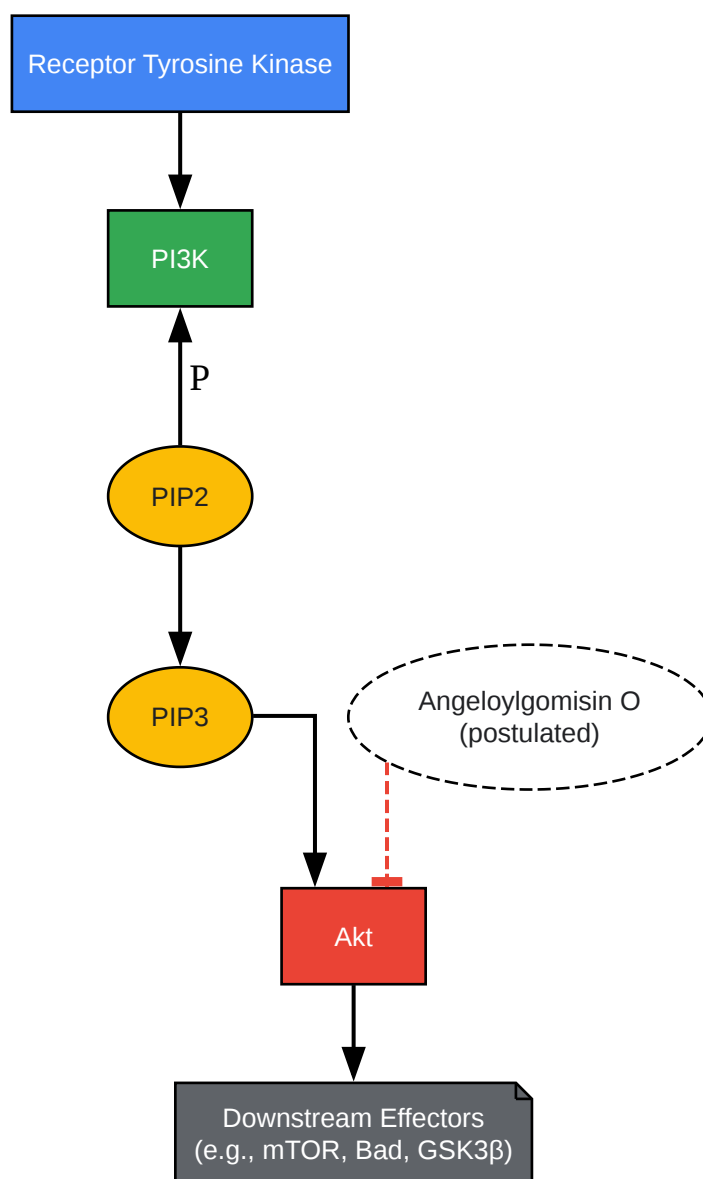 Receptor Tyrosine Kinase
PI3K
P
PIP2
PIP3
Angeloylgomisin O
(postulated)
Akt
Downstream Effectors
(e.g., mTOR, Bad, GSK3β)